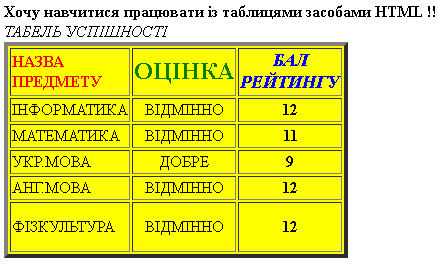 Хочу навчитися працювати із таблицями засобами HTML !!
ТАБЕЛЬ УСПІШНОСТІ
НАЗВА ПРЕДМЕТУ ОЦІНКА БАЛ РЕЙТИНГУ
ІНФОРМАТИКА ВІДМІННО 12
МАТЕМАТИКА ВІДМІННО 11
УКР.МОВА ДОБРЕ 9
АНГ.МОВА ВІДМІННО 12
ФІЗКУЛЬТУРА ВІДМІННО 12